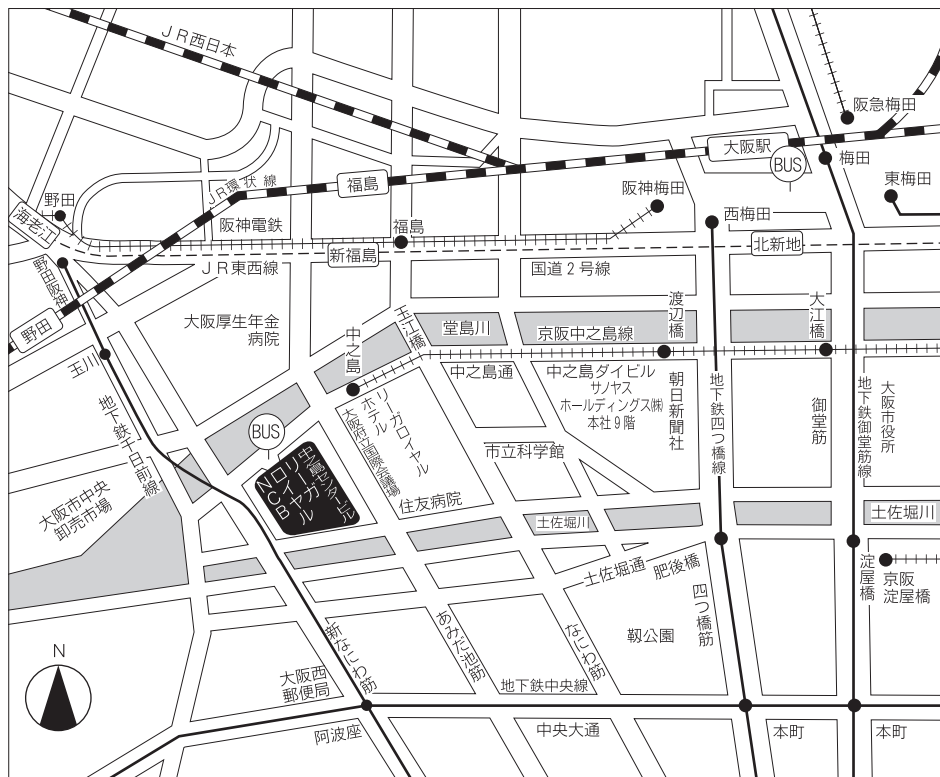 JR西日本
阪急梅田
大阪駅
BUS
梅田
東梅田
JR環状線
福島
阪神梅田
西梅田
野田
海老江
阪神電鉄
福島
新福島
北新地
JR東西線
国道2号線
野田阪神
野田
大阪厚生年金
病院
玉江橋
堂島川
京阪中之島線
渡辺橋
大江橋
中之島
玉川
中之島通
中之島ダイビル
サノヤス
ホールディングス㈱
本社9階
朝日新聞社
地下鉄四つ橋線
御堂筋
地下鉄御堂筋線
大阪市役所
リーガロイヤル
ホテル
大阪府立国際会議場
BUS
地下鉄千日前線
市立科学館
中之島センタービル
リーガ
ロイヤル
NCB
住友病院
大阪市中央
卸売市場
土佐堀川
土佐堀川
土佐堀通
肥後橋
淀屋橋
京阪
淀屋橋
四つ橋筋
靱公園
なにわ筋
あみだ池筋
新なにわ筋
N
大阪西
郵便局
地下鉄中央線
阿波座
中央大通
本町
本町